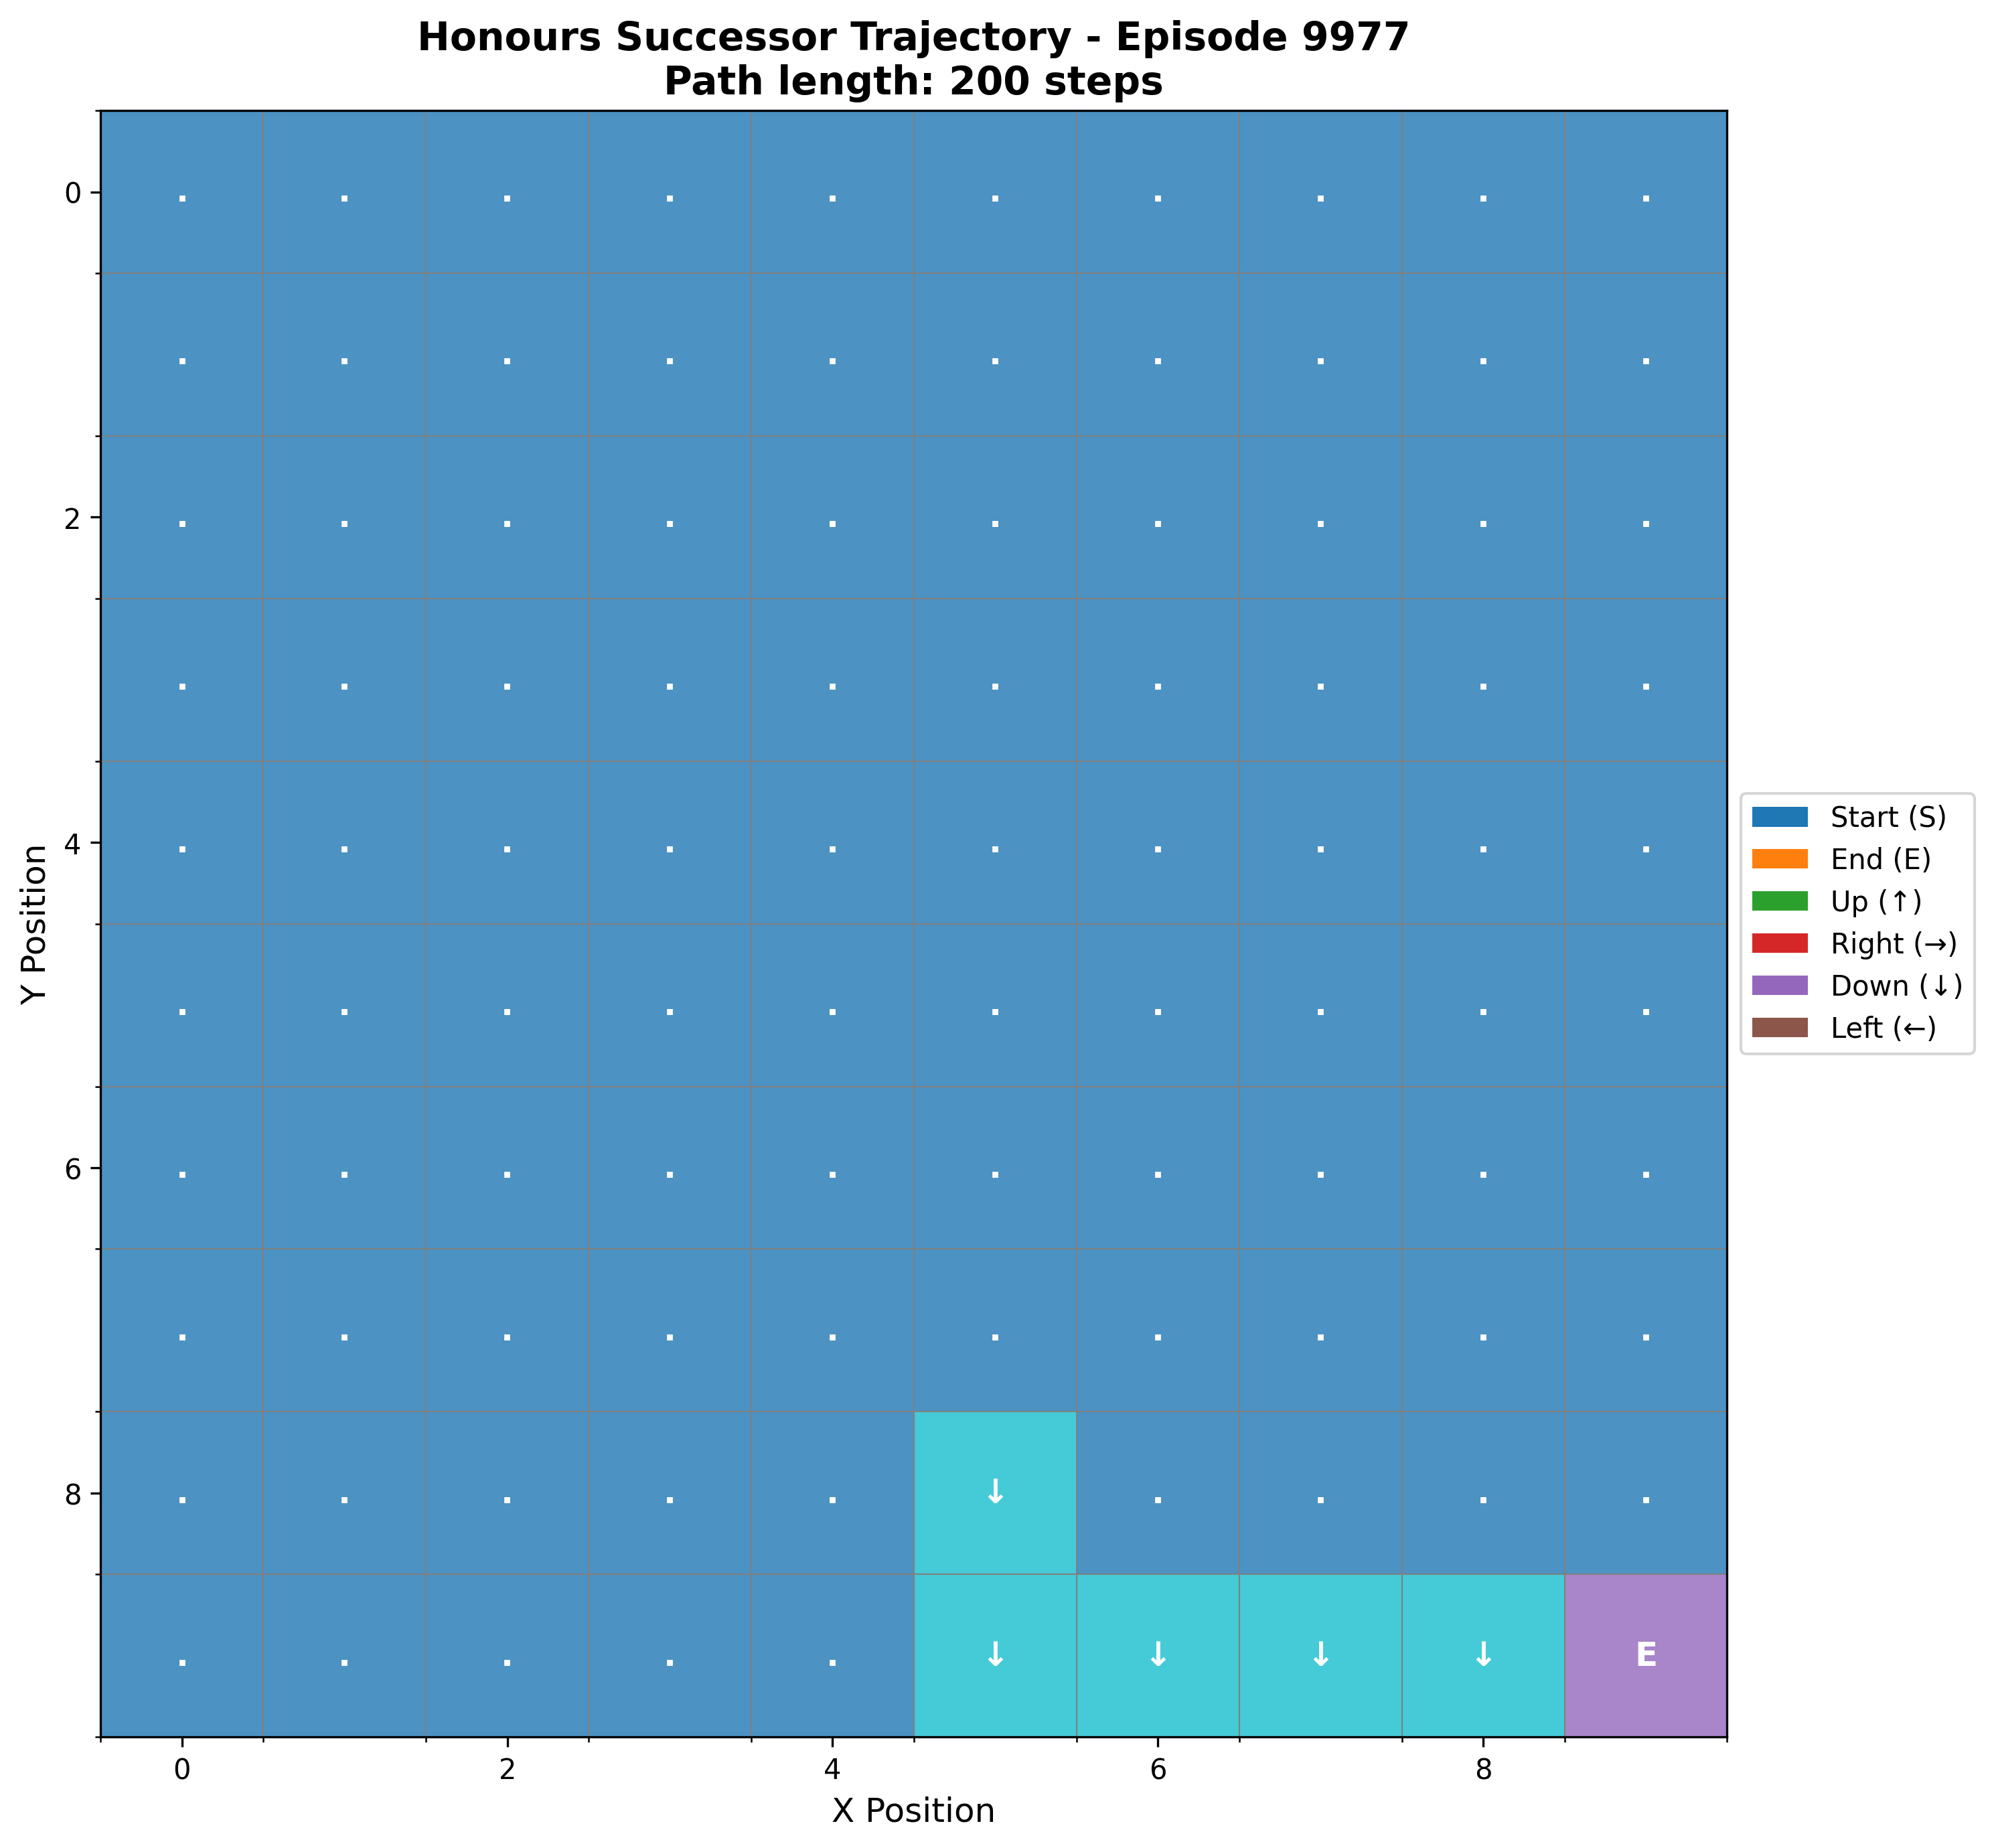 Honours Successor Trajectory - Episode 9977
Path length: 200 steps
0
2
4
6
8
Y Position
↓
↓ ↓ ↓ ↓ E
0 2 4 6 8
X Position
Start (S)
End (E)
Up (↑)
Right (→)
Down (↓)
Left (←)